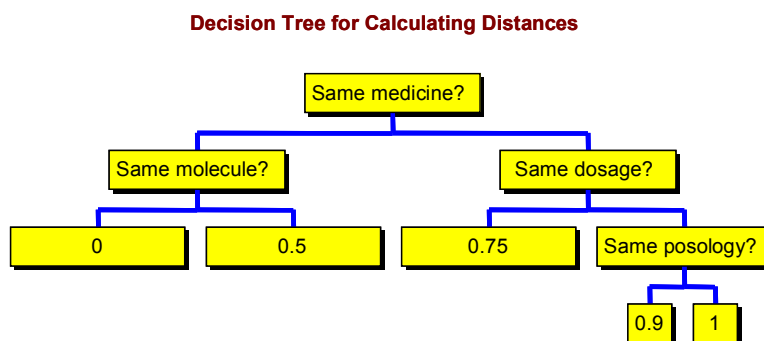 Decision Tree for Calculating Distances
Same medicine?
Same molecule?
Same dosage?
0
0.5
0.75
Same posology?
0.9
1